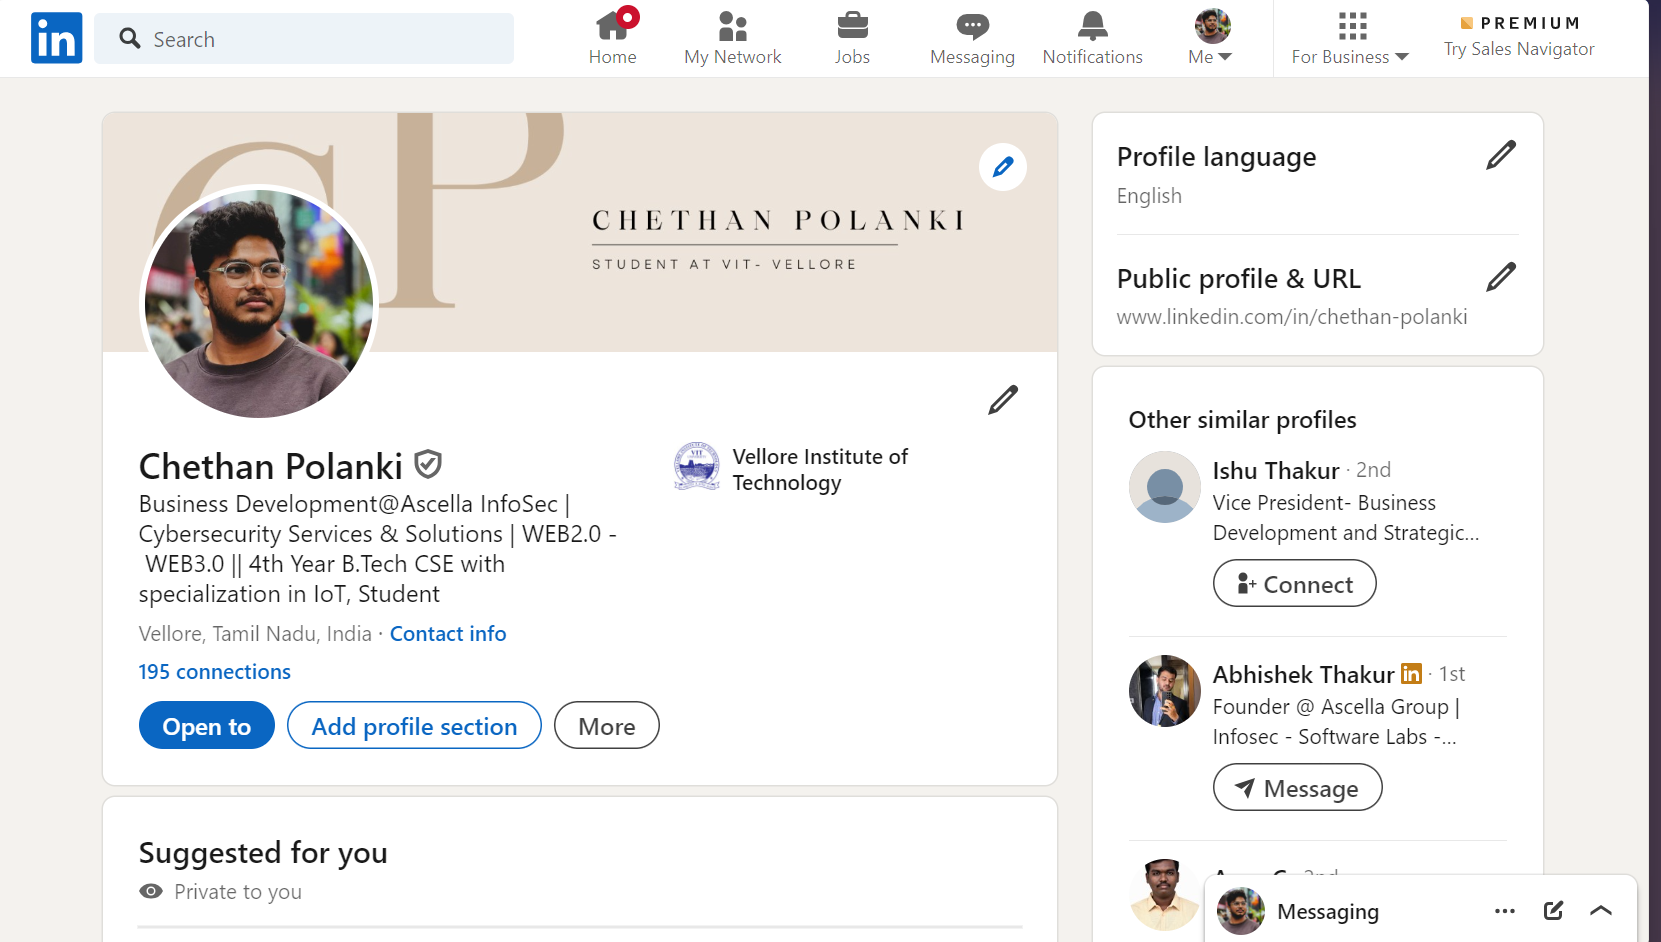 in
Search
Home
My Network
Jobs
Messaging
Notifications
Me
For Business
PREMIUM
Try Sales Navigator
CP
CHETHAN POLANKI
STUDENT AT VIT- VELLORE
Chethan Polanki
Business Development@Ascella InfoSec |
Cybersecurity Services & Solutions | WEB2.0 -
WEB3.0 || 4th Year B.Tech CSE with
specialization in IoT, Student
Vellore, Tamil Nadu, India · Contact info
195 connections
Open to
Add profile section
More
VIT
Vellore Institute of
Technology
Suggested for you
Private to you
Profile language
English
Public profile & URL
www.linkedin.com/in/chethan-polanki
Other similar profiles
Ishu Thakur · 2nd
Vice President- Business
Development and Strategic...
Connect
Abhishek Thakur in · 1st
Founder @ Ascella Group |
Infosec - Software Labs -...
Message
2nd
Messaging